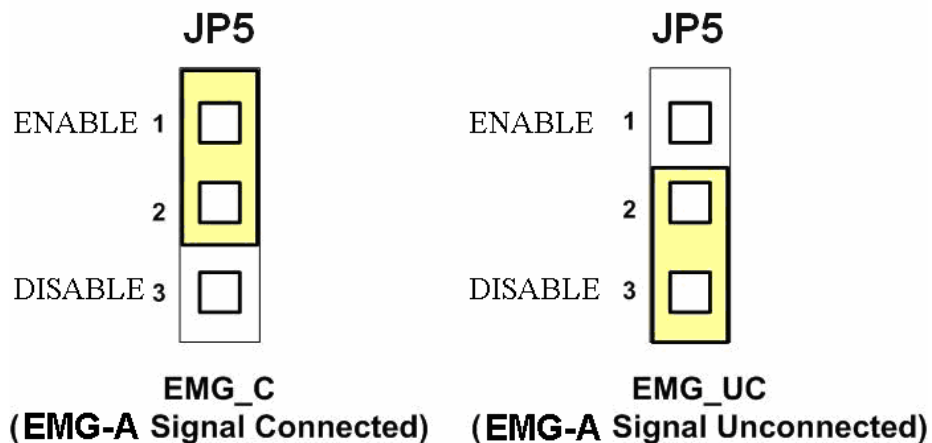 JP5
ENABLE 1
2
DISABLE 3
EMG_C
(EMG-A Signal Connected)
JP5
ENABLE 1
2
DISABLE 3
EMG_UC
(EMG-A Signal Unconnected)